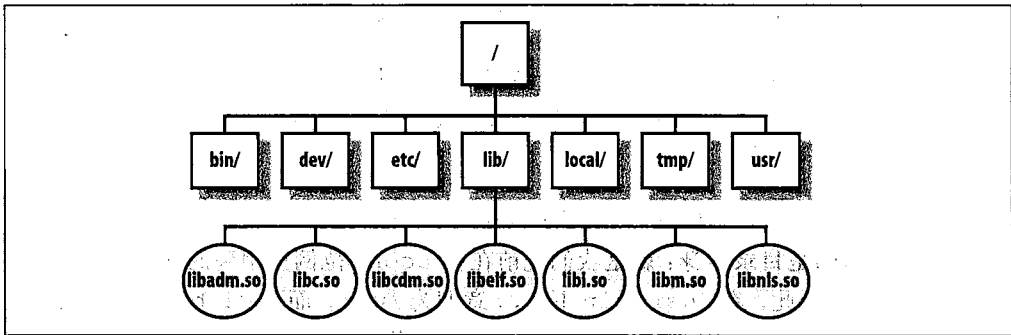 /
bin/ dev/ etc/ lib/ local/ tmp/ usr/
libadm.so libc.so libcdm.so libelf.so libl.so libm.so libnls.so